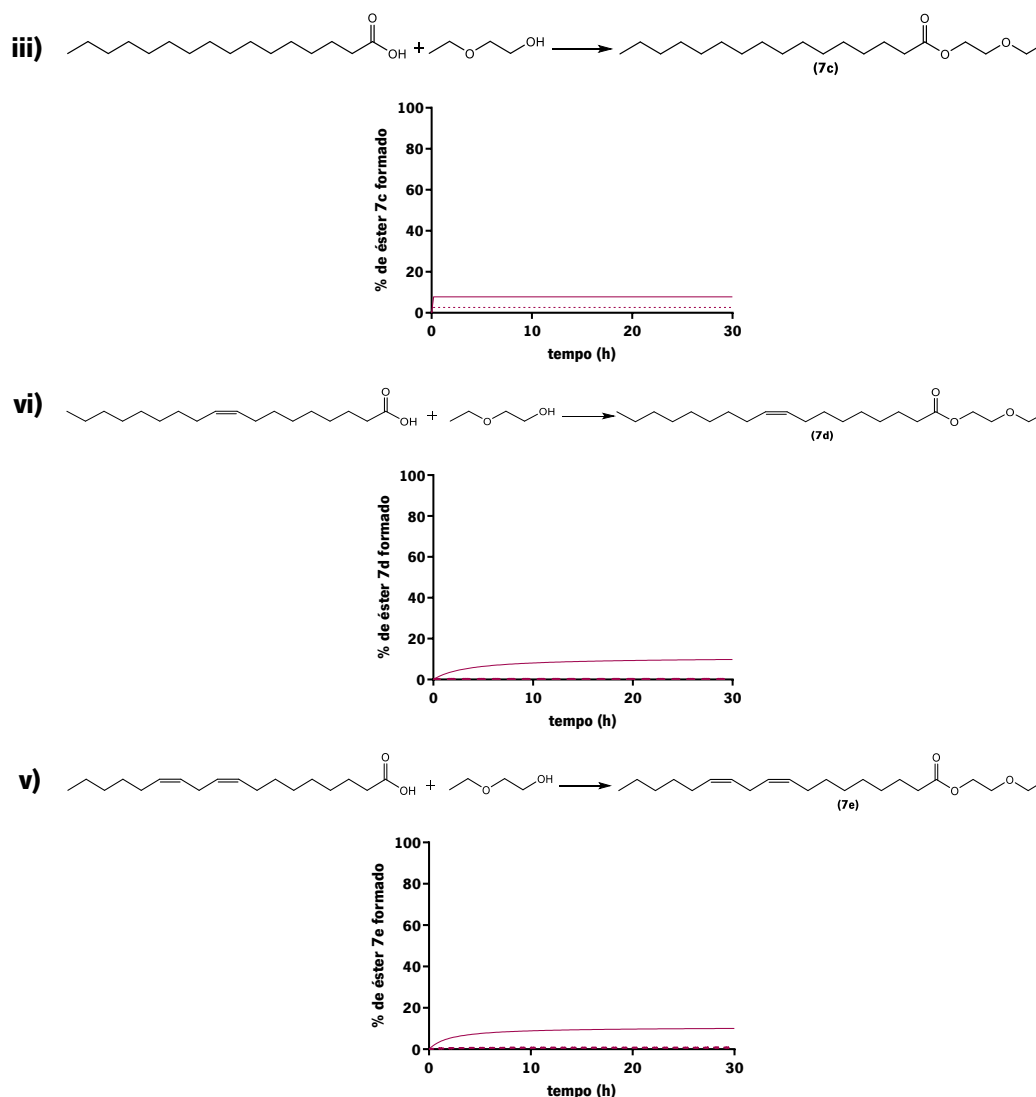 iii)
O
OH
+
O
OH
O
O
O
(7c)
% de éster 7c formado
100
80
60
40
20
0
0 10 20 30
tempo (h)
vi)
O
OH
+
O
OH
O
O
O
(7d)
% de éster 7d formado
100
80
60
40
20
0
0 10 20 30
tempo (h)
v)
O
OH
+
O
OH
O
O
O
(7e)
% de éster 7e formado
100
80
60
40
20
0
0 10 20 30
tempo (h)